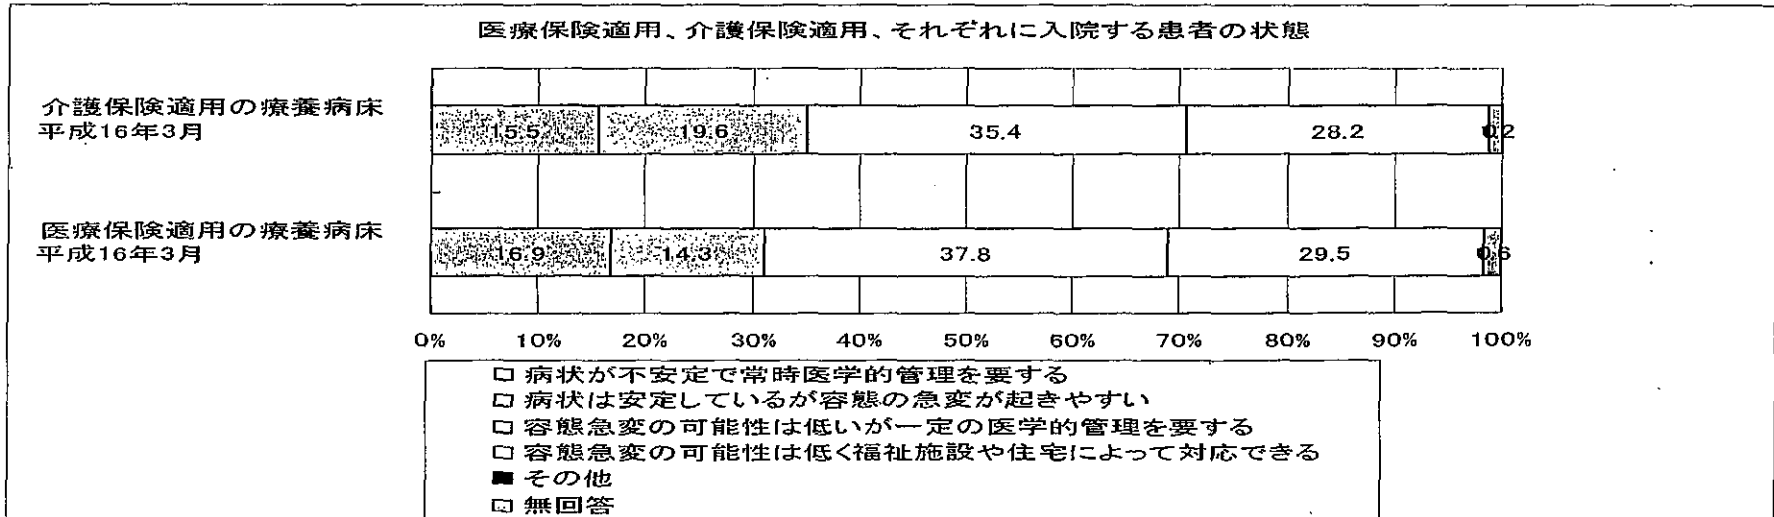 医療保険適用、介護保険適用、それぞれに入院する患者の状態
介護保険適用の療養病床
平成16年3月
15.5 19.6 35.4 28.2 0.2
医療保険適用の療養病床
平成16年3月
16.9 14.3 37.8 29.5 0.6
0% 10% 20% 30% 40% 50% 60% 70% 80% 90% 100%
病状が不安定で常時医学的管理を要する
病状は安定しているが容態の急変が起きやすい
容態急変の可能性は低いが一定の医学的管理を要する
容態急変の可能性は低く福祉施設や住宅によって対応できる
その他
無回答